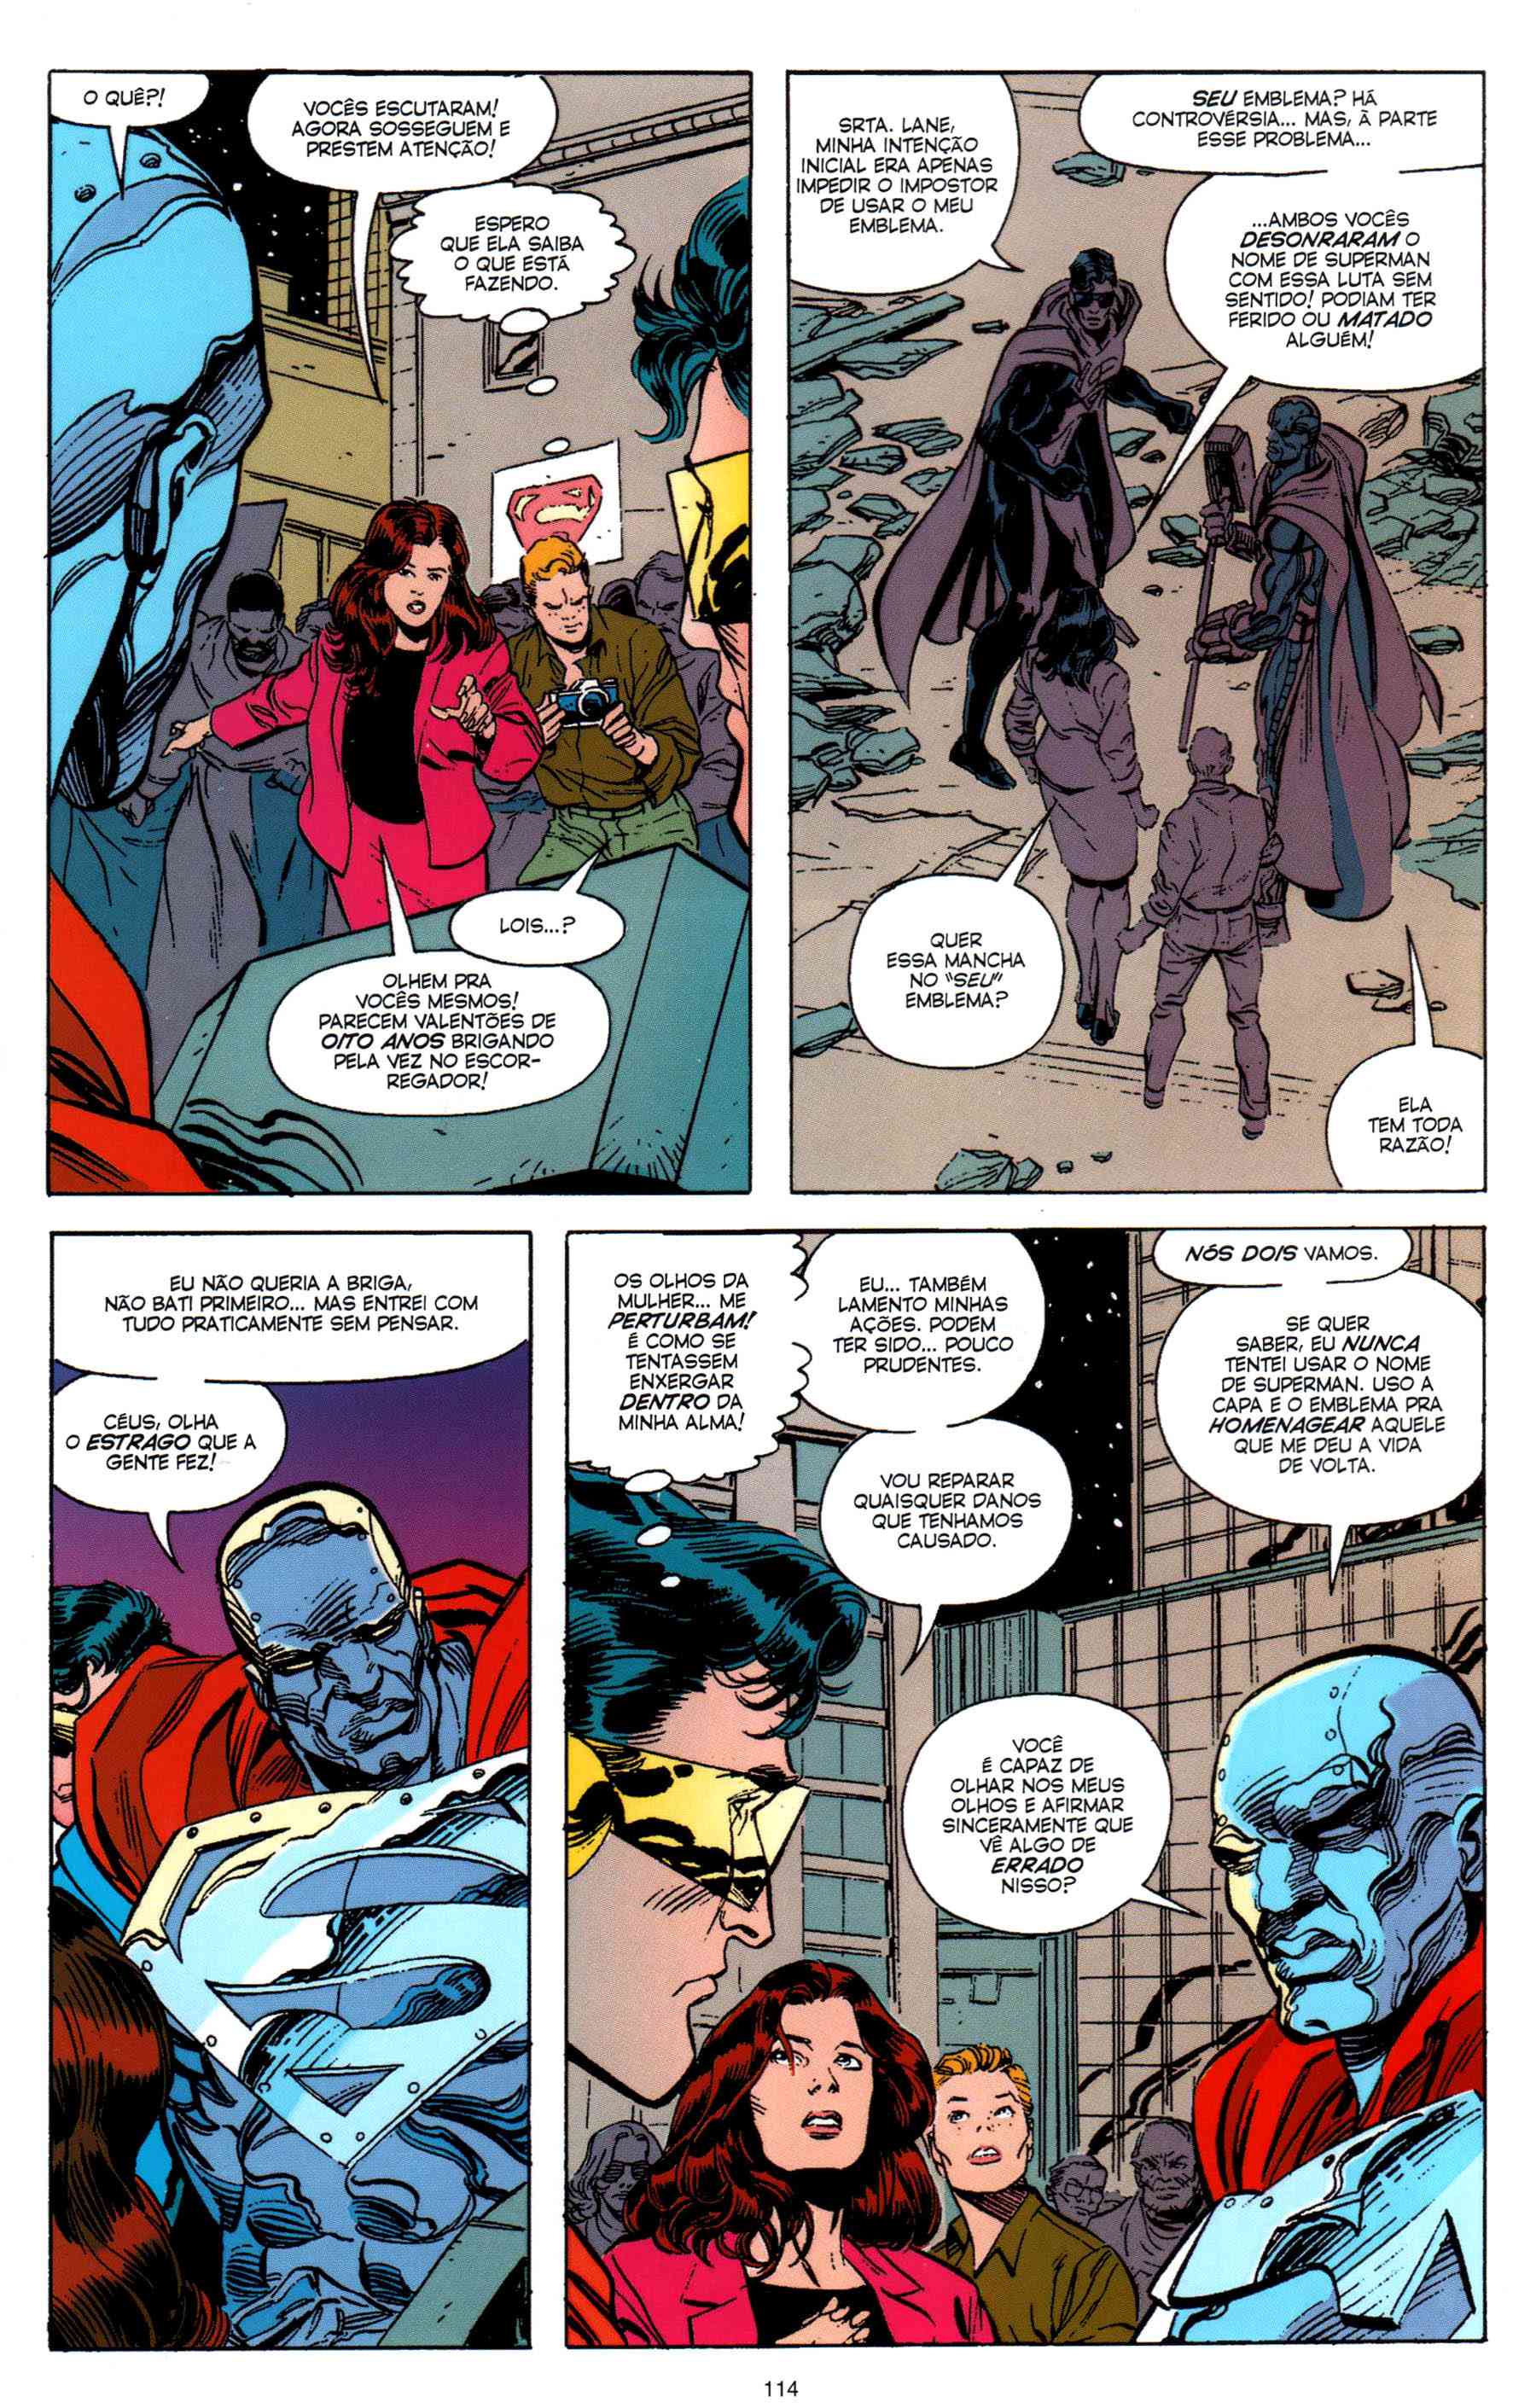 O QUÊ?!
VOCÊS ESCUTARAM!
AGORA SOSSEGUEM E
PRESTEM ATENÇÃO!
ESPERO
QUE ELA SAIBA
O QUE ESTÁ
FAZENDO.
LOIS...?
OLHEM PRA
VOCÊS MESMOS!
PARECEM VALENTÕES DE
OITO ANOS BRIGANDO
PELA VEZ NO ESCOR-
REGADOR!
SRTA. LANE,
MINHA INTENÇÃO
INICIAL ERA APENAS
IMPEDIR O IMPOSTOR
DE USAR O MEU
EMBLEMA.
SEU EMBLEMA? HÁ
CONTROVÉRSIA... MAS, À PARTE
ESSE PROBLEMA...
...AMBOS VOCÊS
DESONRARAM O
NOME DE SUPERMAN
COM ESSA LUTA SEM
SENTIDO! PODIAM TER
FERIDO OU MATADO
ALGUÉM!
QUER
ESSA MANCHA
NO "SEU"
EMBLEMA?
ELA
TEM TODA
RAZÃO!
EU NÃO QUERIA A BRIGA,
NÃO BATI PRIMEIRO... MAS ENTREI COM
TUDO PRATICAMENTE SEM PENSAR.
CÉUS, OLHA
O ESTRAGO QUE A
GENTE FEZ!
OS OLHOS DA
MULHER... ME
PERTURBAM!
É COMO SE
TENTASSEM
ENXERGAR
DENTRO DA
MINHA ALMA!
EU... TAMBÉM
LAMENTO MINHAS
AÇÕES. PODEM
TER SIDO... POUCO
PRUDENTES.
VOU REPARAR
QUAISQUER DANOS
QUE TENHAMOS
CAUSADO.
NÓS DOIS VAMOS.
SE QUER
SABER, EU NUNCA
TENTEI USAR O NOME
DE SUPERMAN. USO A
CAPA E O EMBLEMA PRA
HOMENAGEAR AQUELE
QUE ME DEU A VIDA
DE VOLTA.
VOCÊ
É CAPAZ DE
OLHAR NOS MEUS
OLHOS E AFIRMAR
SINCERAMENTE QUE
VÊ ALGO DE
ERRADO
NISSO?
114